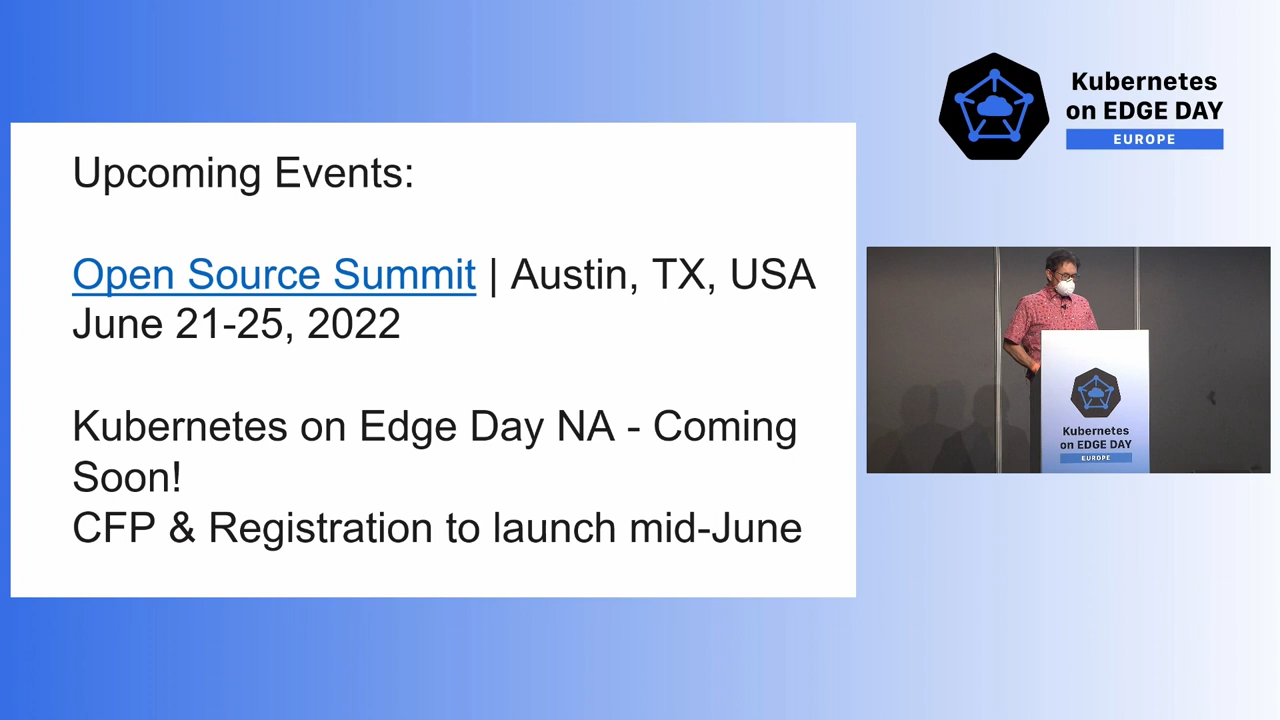 Upcoming Events:
Open Source Summit | Austin, TX, USA
June 21-25, 2022
Kubernetes on Edge Day NA - Coming
Soon!
CFP & Registration to launch mid-June
Kubernetes
on EDGE DAY
EUROPE
Kubernetes
on EDGE DAY
EUROPE